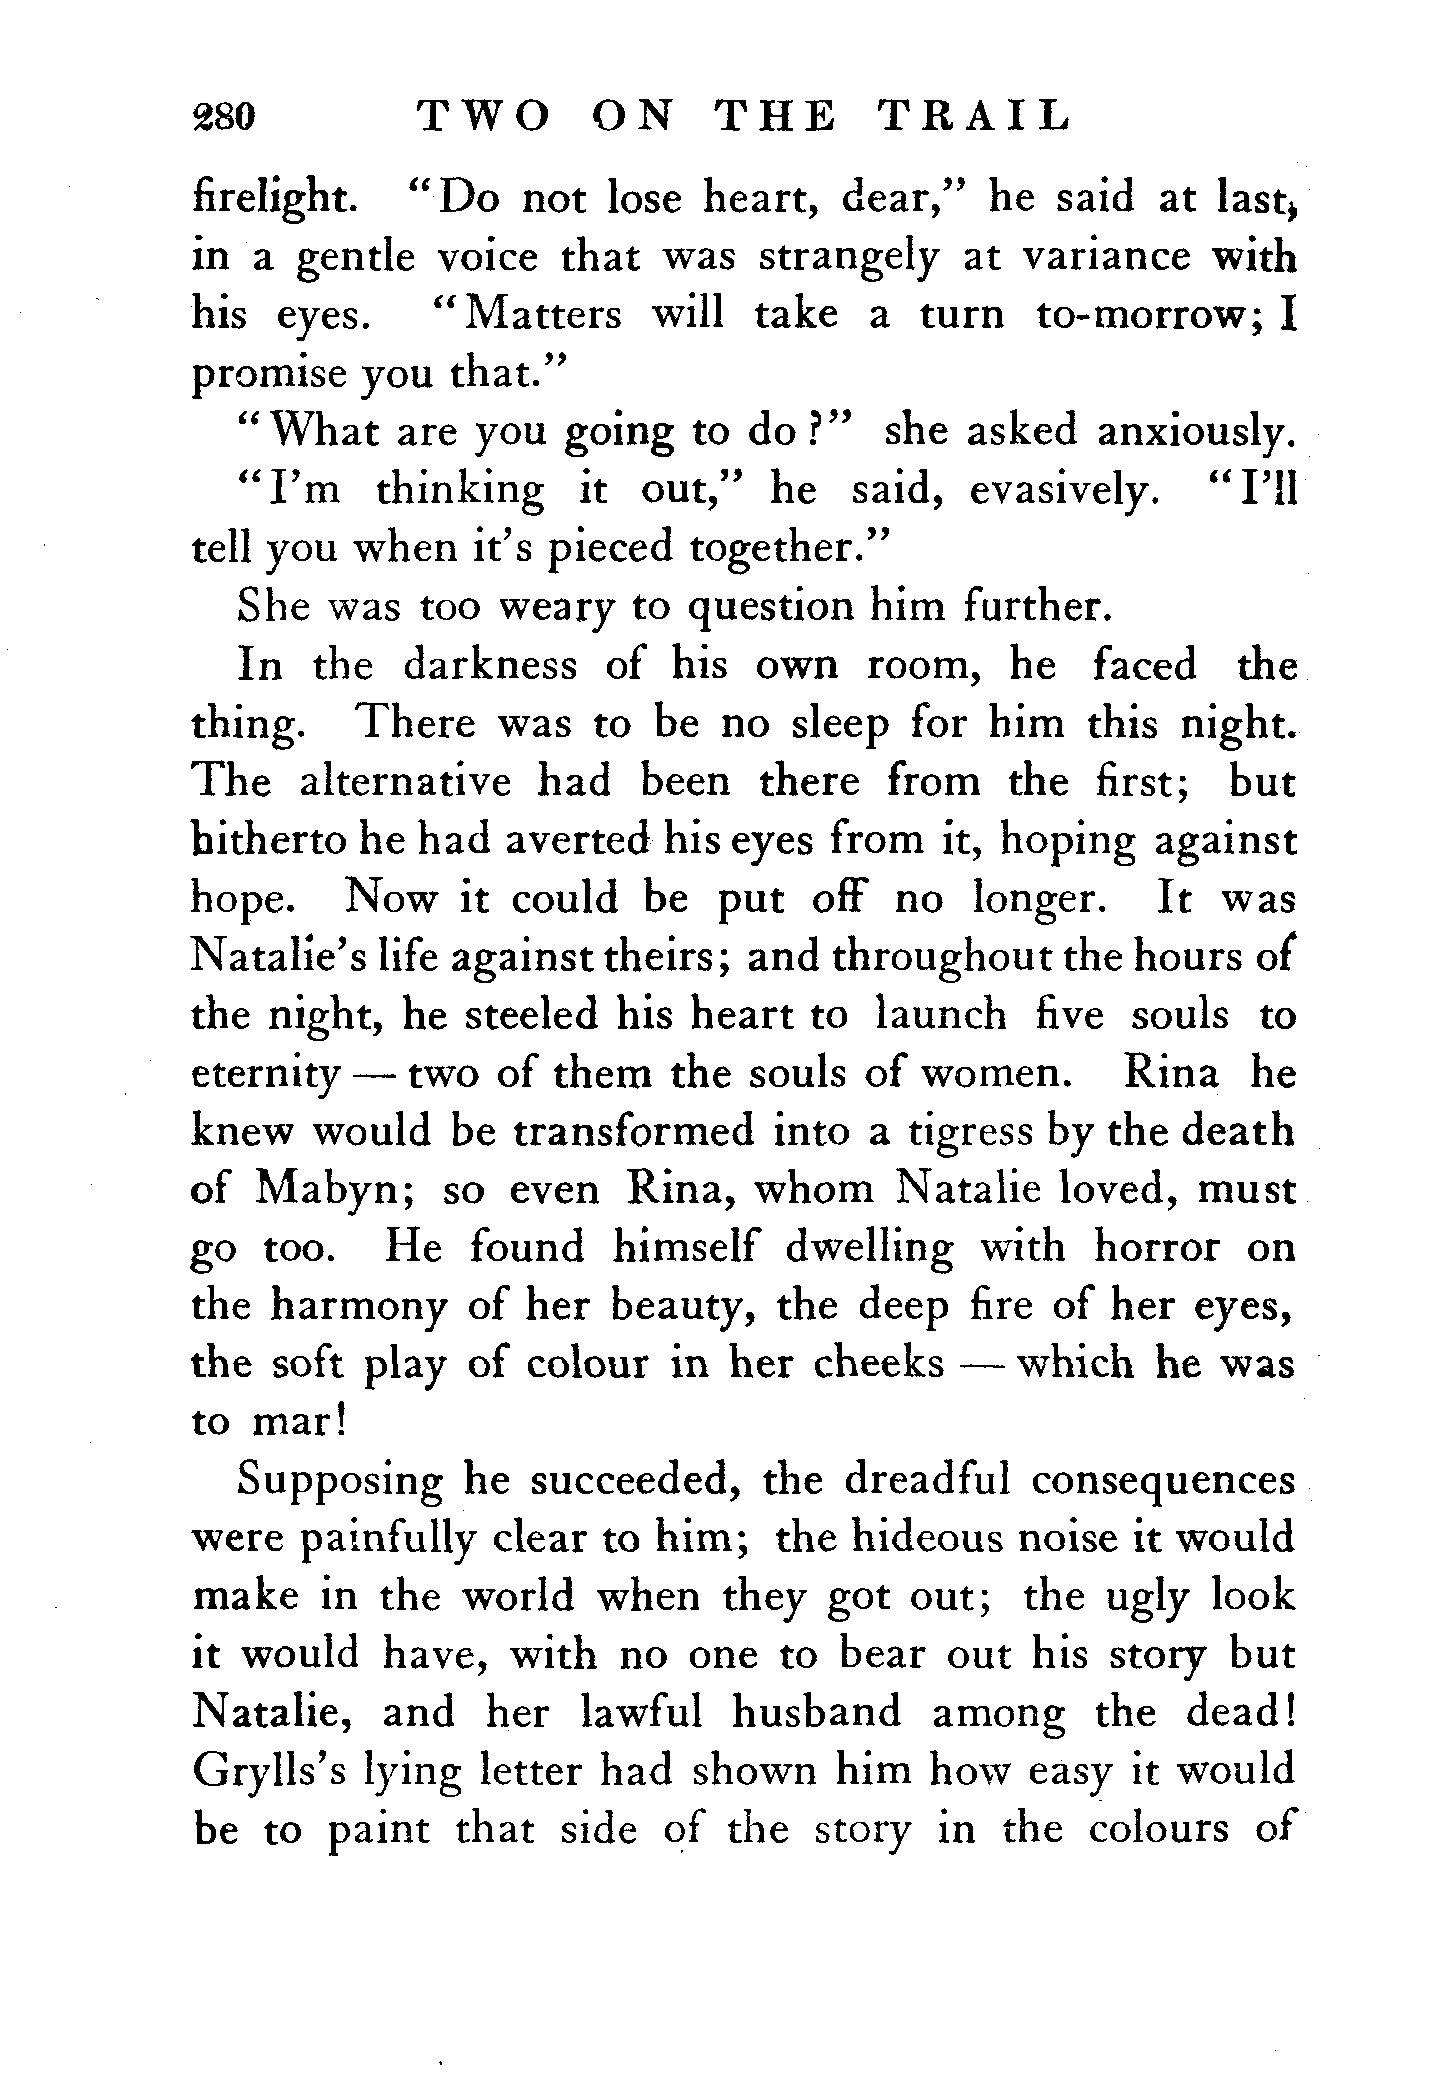 280 TWO ON THE TRAIL
firelight. “Do not lose heart, dear,” he said at last,
in a gentle voice that was strangely at variance with
his eyes. “Matters will take a turn to-morrow; I
promise you that.”
“What are you going to do?” she asked anxiously.
“I’m thinking it out,” he said, evasively. “I’ll
tell you when it’s pieced together.”
She was too weary to question him further.
In the darkness of his own room, he faced the
thing. There was to be no sleep for him this night.
The alternative had been there from the first; but
hitherto he had averted his eyes from it, hoping against
hope. Now it could be put off no longer. It was
Natalie’s life against theirs; and throughout the hours of
the night, he steeled his heart to launch five souls to
eternity — two of them the souls of women. Rina he
knew would be transformed into a tigress by the death
of Mabyn; so even Rina, whom Natalie loved, must
go too. He found himself dwelling with horror on
the harmony of her beauty, the deep fire of her eyes,
the soft play of colour in her cheeks — which he was
to mar!
Supposing he succeeded, the dreadful consequences
were painfully clear to him; the hideous noise it would
make in the world when they got out; the ugly look
it would have, with no one to bear out his story but
Natalie, and her lawful husband among the dead!
Grylls’s lying letter had shown him how easy it would
be to paint that side of the story in the colours of